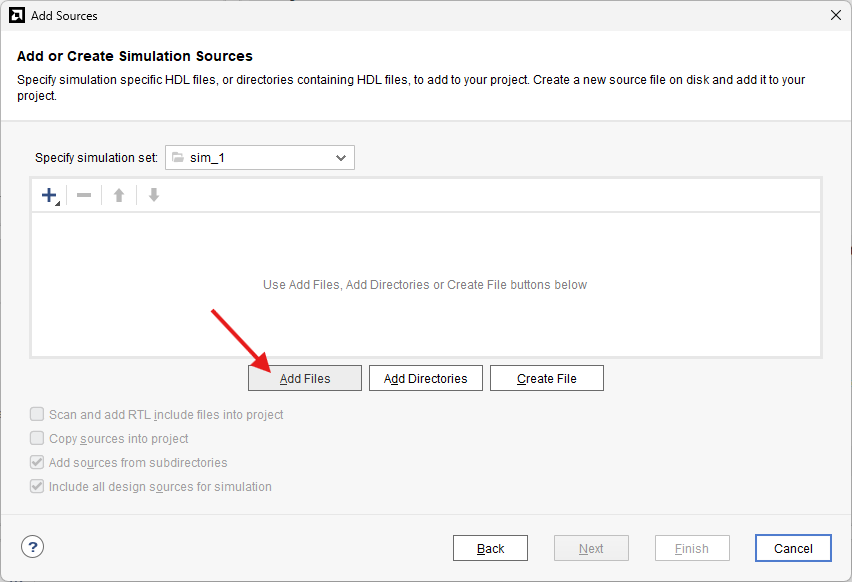 Add Sources
Add or Create Simulation Sources
Specify simulation specific HDL files, or directories containing HDL files, to add to your project. Create a new source file on disk and add it to your
project.
Specify simulation set: sim_1
Use Add Files, Add Directories or Create File buttons below
Add Files Add Directories Create File
Scan and add RTL include files into project
Copy sources into project
Add sources from subdirectories
Include all design sources for simulation
? Back Next Finish Cancel